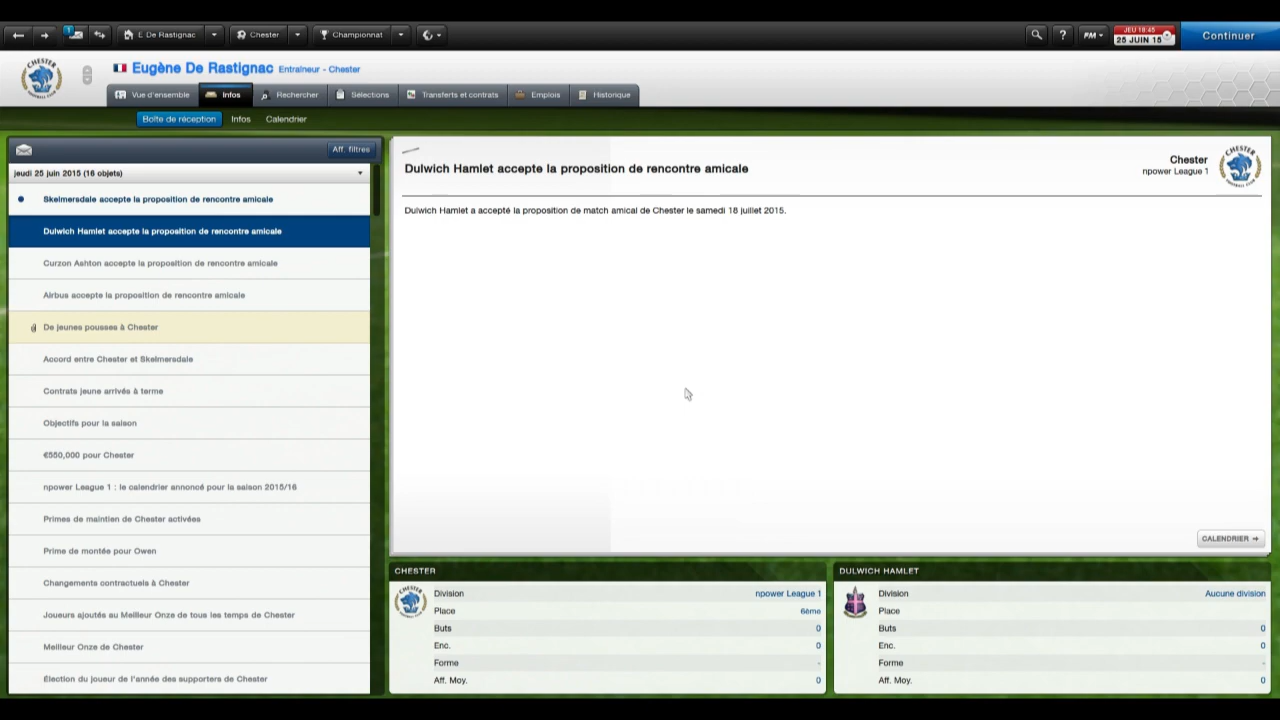 1
E. De Rastignac
Chester
Championnat
?
FM
JEU 18:45
25 JUIN 15
Continuer
CHESTER
Eugène De Rastignac Entraîneur - Chester
Vue d'ensemble
Infos
Rechercher
Sélections
Transferts et contrats
Emplois
Historique
Boîte de réception
Infos
Calendrier
Aff. filtres
jeudi 25 juin 2015 (16 objets)
Skelmersdale accepte la proposition de rencontre amicale
Dulwich Hamlet accepte la proposition de rencontre amicale
Curzon Ashton accepte la proposition de rencontre amicale
Airbus accepte la proposition de rencontre amicale
De jeunes pousses à Chester
Accord entre Chester et Skelmersdale
Contrats jeune arrivés à terme
Objectifs pour la saison
€550,000 pour Chester
npower League 1 : le calendrier annoncé pour la saison 2015/16
Primes de maintien de Chester activées
Prime de montée pour Owen
Changements contractuels à Chester
Joueurs ajoutés au Meilleur Onze de tous les temps de Chester
Meilleur Onze de Chester
Élection du joueur de l'année des supporters de Chester
Dulwich Hamlet accepte la proposition de rencontre amicale
Chester
npower League 1
CHESTER
Dulwich Hamlet a accepté la proposition de match amical de Chester le samedi 18 juillet 2015.
CALENDRIER
CHESTER
Division npower League 1
Place 6ème
Buts 0
Enc. 0
Forme -
Aff. Moy. 0
DULWICH HAMLET
Division Aucune division
Place
Buts 0
Enc. 0
Forme -
Aff. Moy. 0